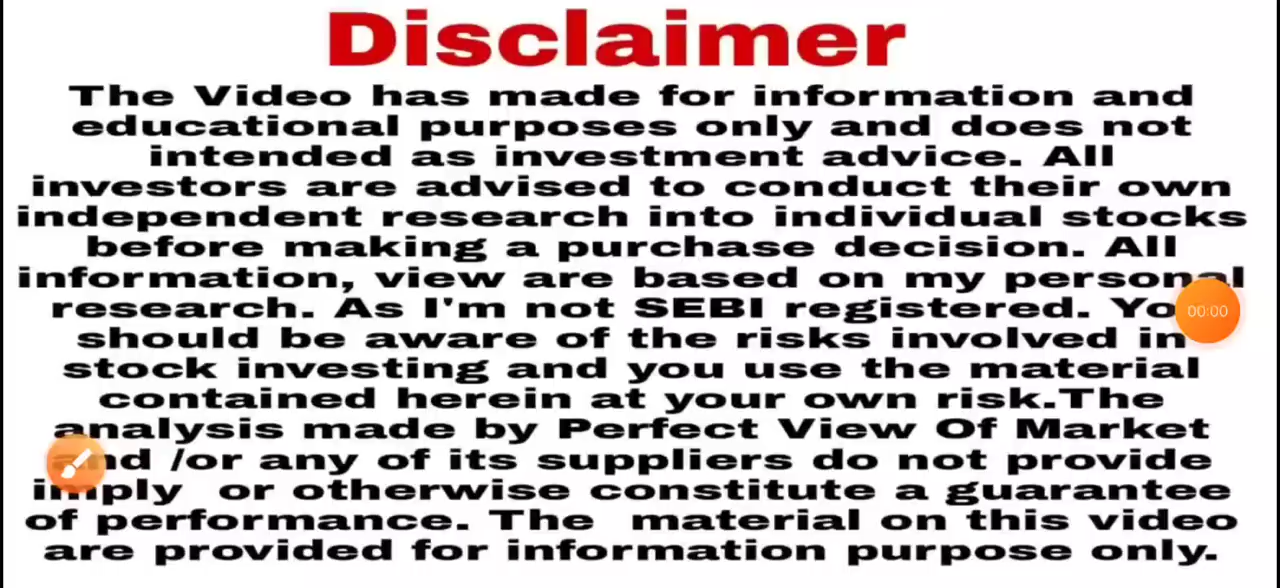 Disclaimer
The Video has made for information and
educational purposes only and does not
intended as investment advice. All
investors are advised to conduct their own
independent research into individual stocks
before making a purchase decision. All
information, view are based on my personal
research. As I'm not SEBI registered. You
00:00
should be aware of the risks involved in
stock investing and you use the material
contained herein at your own risk.The
analysis made by Perfect View Of Market
and /or any of its suppliers do not provide
imply or otherwise constitute a guarantee
of performance. The material on this video
are provided for information purpose only.